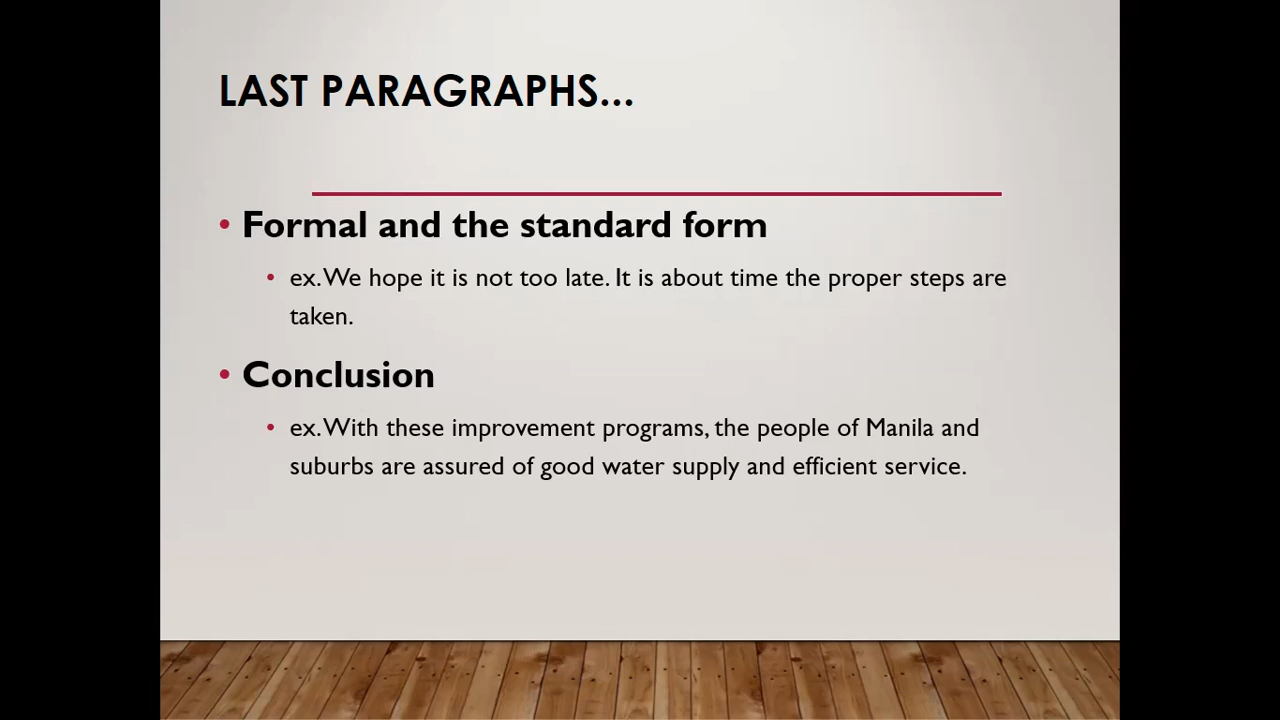 LAST PARAGRAPHS...
• Formal and the standard form
• ex. We hope it is not too late. It is about time the proper steps are
taken.
• Conclusion
• ex. With these improvement programs, the people of Manila and
suburbs are assured of good water supply and efficient service.